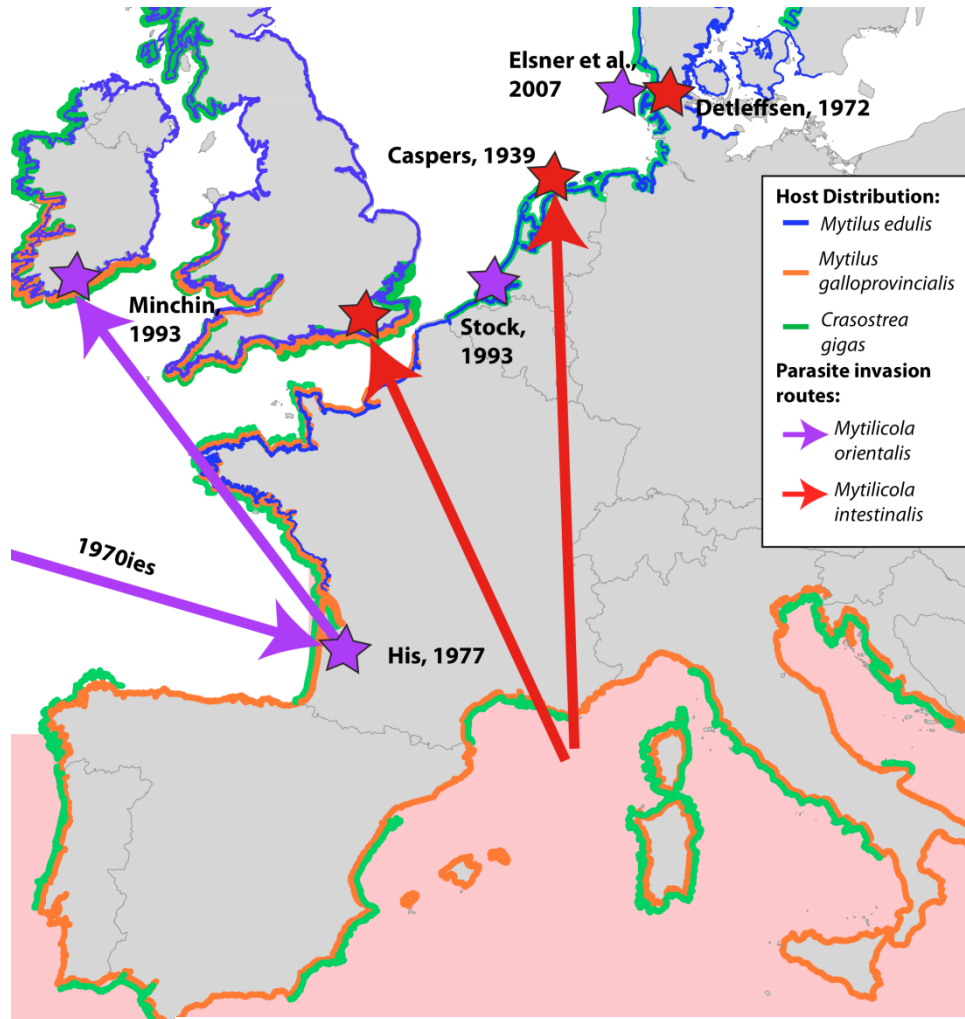 Elsner et al.,
2007
Detleffsen, 1972
Caspers, 1939
Minchin,
1993
Stock,
1993
1970ies
His, 1977
Host Distribution:
Mytilus edulis
Mytilus
galloprovincialis
Crasostrea
gigas
Parasite invasion
routes:
Mytilicola
orientalis
Mytilicola
intestinalis